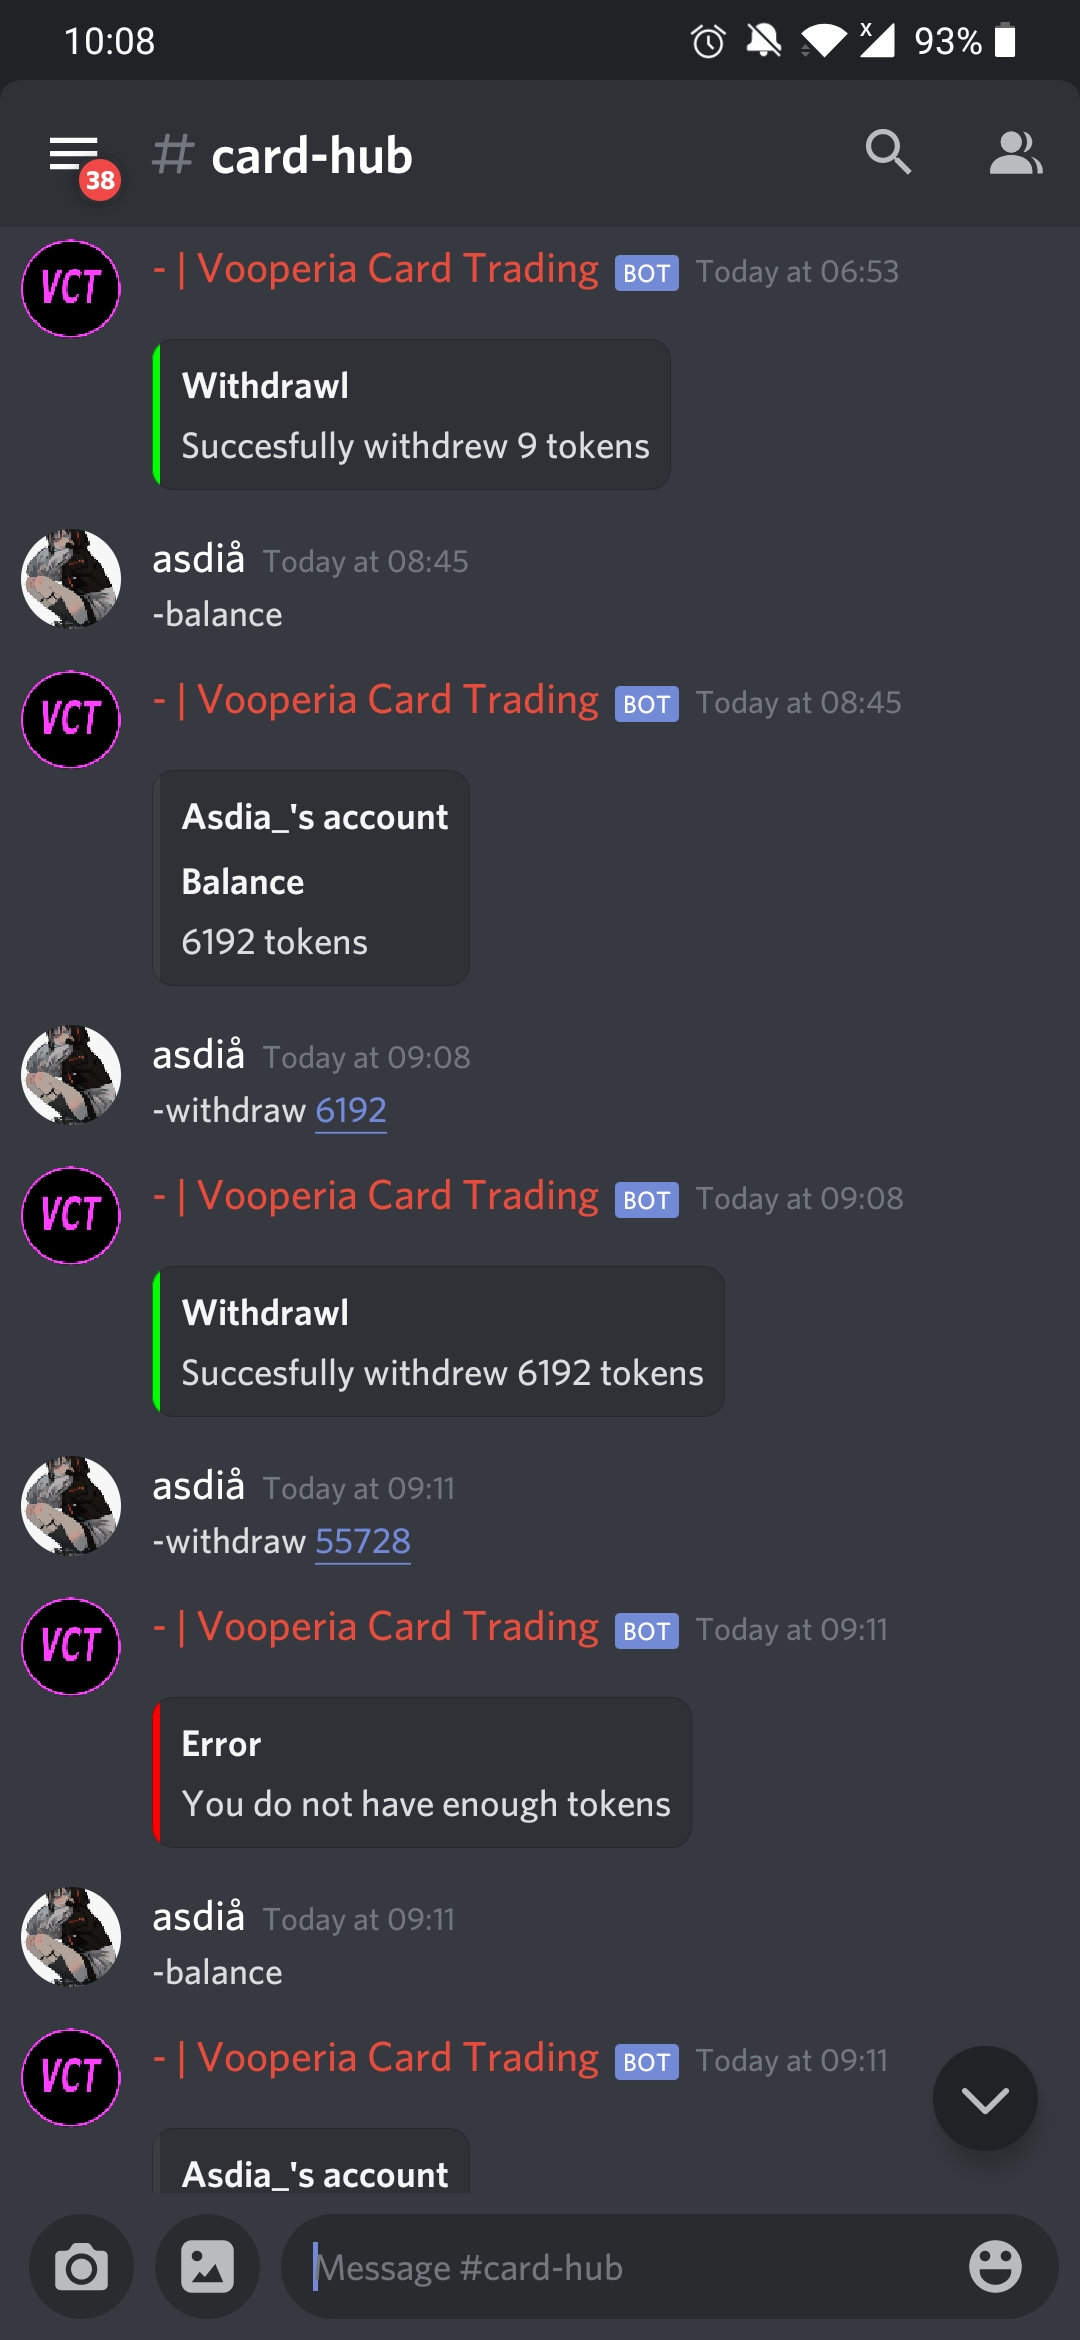 10:08
x
93%
38
# card-hub
VCT
- | Vooperia Card Trading BOT Today at 06:53
Withdrawl
Succesfully withdrew 9 tokens
asdiå Today at 08:45
-balance
VCT
- | Vooperia Card Trading BOT Today at 08:45
Asdia_'s account
Balance
6192 tokens
asdiå Today at 09:08
-withdraw 6192
VCT
- | Vooperia Card Trading BOT Today at 09:08
Withdrawl
Succesfully withdrew 6192 tokens
asdiå Today at 09:11
-withdraw 55728
VCT
- | Vooperia Card Trading BOT Today at 09:11
Error
You do not have enough tokens
asdiå Today at 09:11
-balance
VCT
- | Vooperia Card Trading BOT Today at 09:11
Asdia_'s account
Message #card-hub